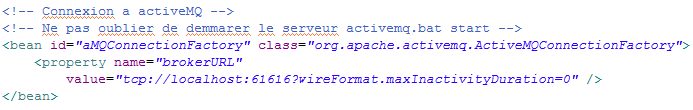 <!-- Connexion a activeMQ -->
<!-- Ne pas oublier de demmarer le serveur activemq.bat start -->
<bean id="aMQConnectionFactory" class="org.apache.activemq.ActiveMQConnectionFactory">
<property name="brokerURL"
value="tcp://localhost:61616?wireFormat.maxInactivityDuration=0" />
</bean>